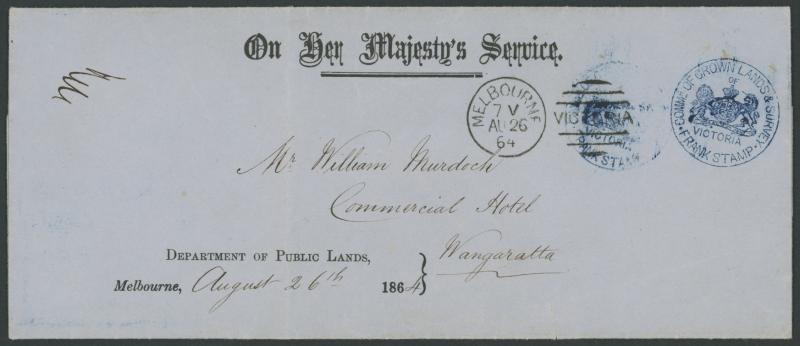 On Her Majesty's Service.
MELBOURNE
7 V
AU 26
64
VICTORIA
VICTORIA
FRANK STAMP
COMMR OF CROWN LANDS & SURVEY
OF
VICTORIA
FRANK STAMP
Mr William Murdoch
Commercial Hotel
Wangaratta
DEPARTMENT OF PUBLIC LANDS,
Melbourne, August 26th 1864